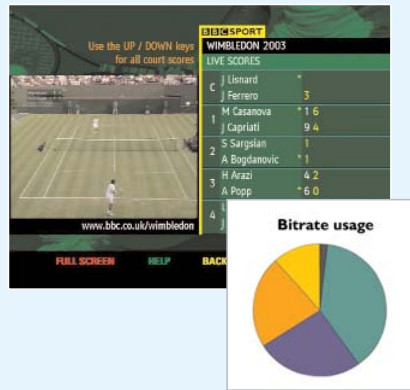 BBC SPORT
Use the UP / DOWN keys
for all court scores
WIMBLEDON 2003
LIVE SCORES
C J Lisnard *
J Ferrero 3
1 M Casanova * 1 6
J Capriati 9 4
2 S Sargsian 1
A Bogdanovic * 1
3 H Arazi 4 2
A Popp * 6 0
4
www.bbc.co.uk/wimbledon
FULL SCREEN HELP BACK
Bitrate usage